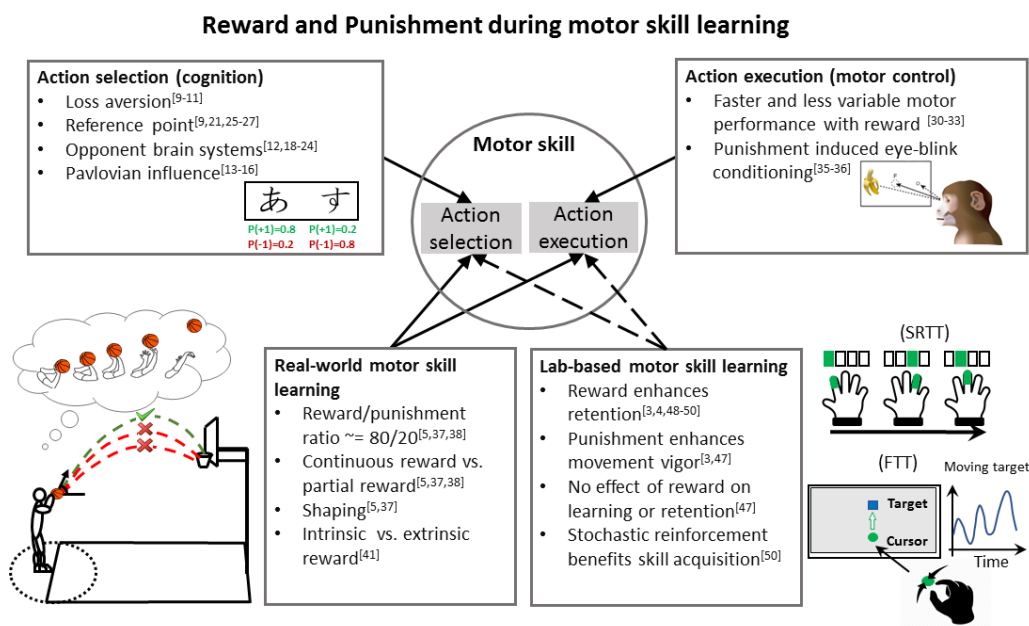 Reward and Punishment during motor skill learning
Action selection (cognition)
• Loss aversion[9-11]
• Reference point[9,21,25-27]
• Opponent brain systems[12,18-24]
• Pavlovian influence[13-16]
あ す
P(+1)=0.8 P(+1)=0.2
P(-1)=0.2 P(-1)=0.8
Motor skill
Action
selection
Action
execution
Action execution (motor control)
• Faster and less variable motor
performance with reward [30-33]
• Punishment induced eye-blink
conditioning[35-36]
Real-world motor skill
learning
• Reward/punishment
ratio ~= 80/20[5,37,38]
• Continuous reward vs.
partial reward[5,37,38]
• Shaping[5,37]
• Intrinsic vs. extrinsic
reward[41]
Lab-based motor skill learning
• Reward enhances
retention[3,4,48-50]
• Punishment enhances
movement vigor[3,47]
• No effect of reward on
learning or retention[47]
• Stochastic reinforcement
benefits skill acquisition[50]
(SRTT)
(FTT)
Moving target
Target
Cursor
Time